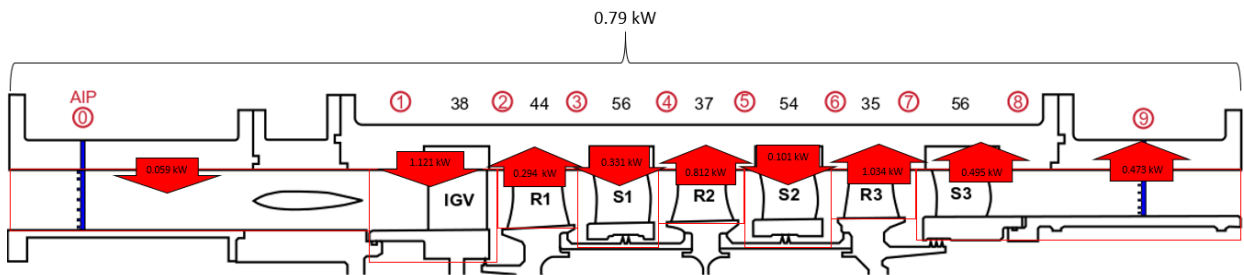 0.79 kW
AIP
0
1
38
2
44
3
56
4
37
5
54
6
35
7
56
8
9
0.059 kW
1.121 kW
0.294 kW
0.331 kW
0.812 kW
0.101 kW
1.034 kW
0.495 kW
0.473 kW
IGV
R1
S1
R2
S2
R3
S3